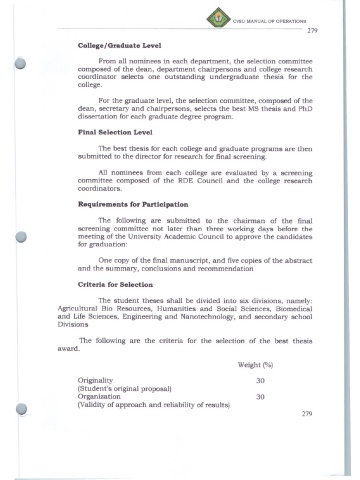 CVSU MANUAL OF OPERATIONS
279
College/Graduate Level
From all nominees in each department, the selection committee
composed of the dean, department chairpersons and college research
coordinator selects one outstanding undergraduate thesis for the
college.
For the graduate level, the selection committee, composed of the
dean, secretary and chairpersons, selects the best MS thesis and PhD
dissertation for each graduate degree program.
Final Selection Level
The best thesis for each college and graduate programs are then
submitted to the director for research for final screening.
All nominees from each college are evaluated by a screening
committee composed of the RDE Council and the college research
coordinators.
Requirements for Participation
The following are submitted to the chairman of the final
screening committee not later than three working days before the
meeting of the University Academic Council to approve the candidates
for graduation:
One copy of the final manuscript, and five copies of the abstract
and the summary, conclusions and recommendation
Criteria for Selection
The student theses shall be divided into six divisions, namely:
Agricultural Bio Resources, Humanities and Social Sciences, Biomedical
and Life Sciences, Engineering and Nanotechnology, and secondary school
Divisions
The following are the criteria for the selection of the best thesis
award.
Weight (%)
Originality 30
(Student's original proposal)
Organization 30
(Validity of approach and reliability of results)
279